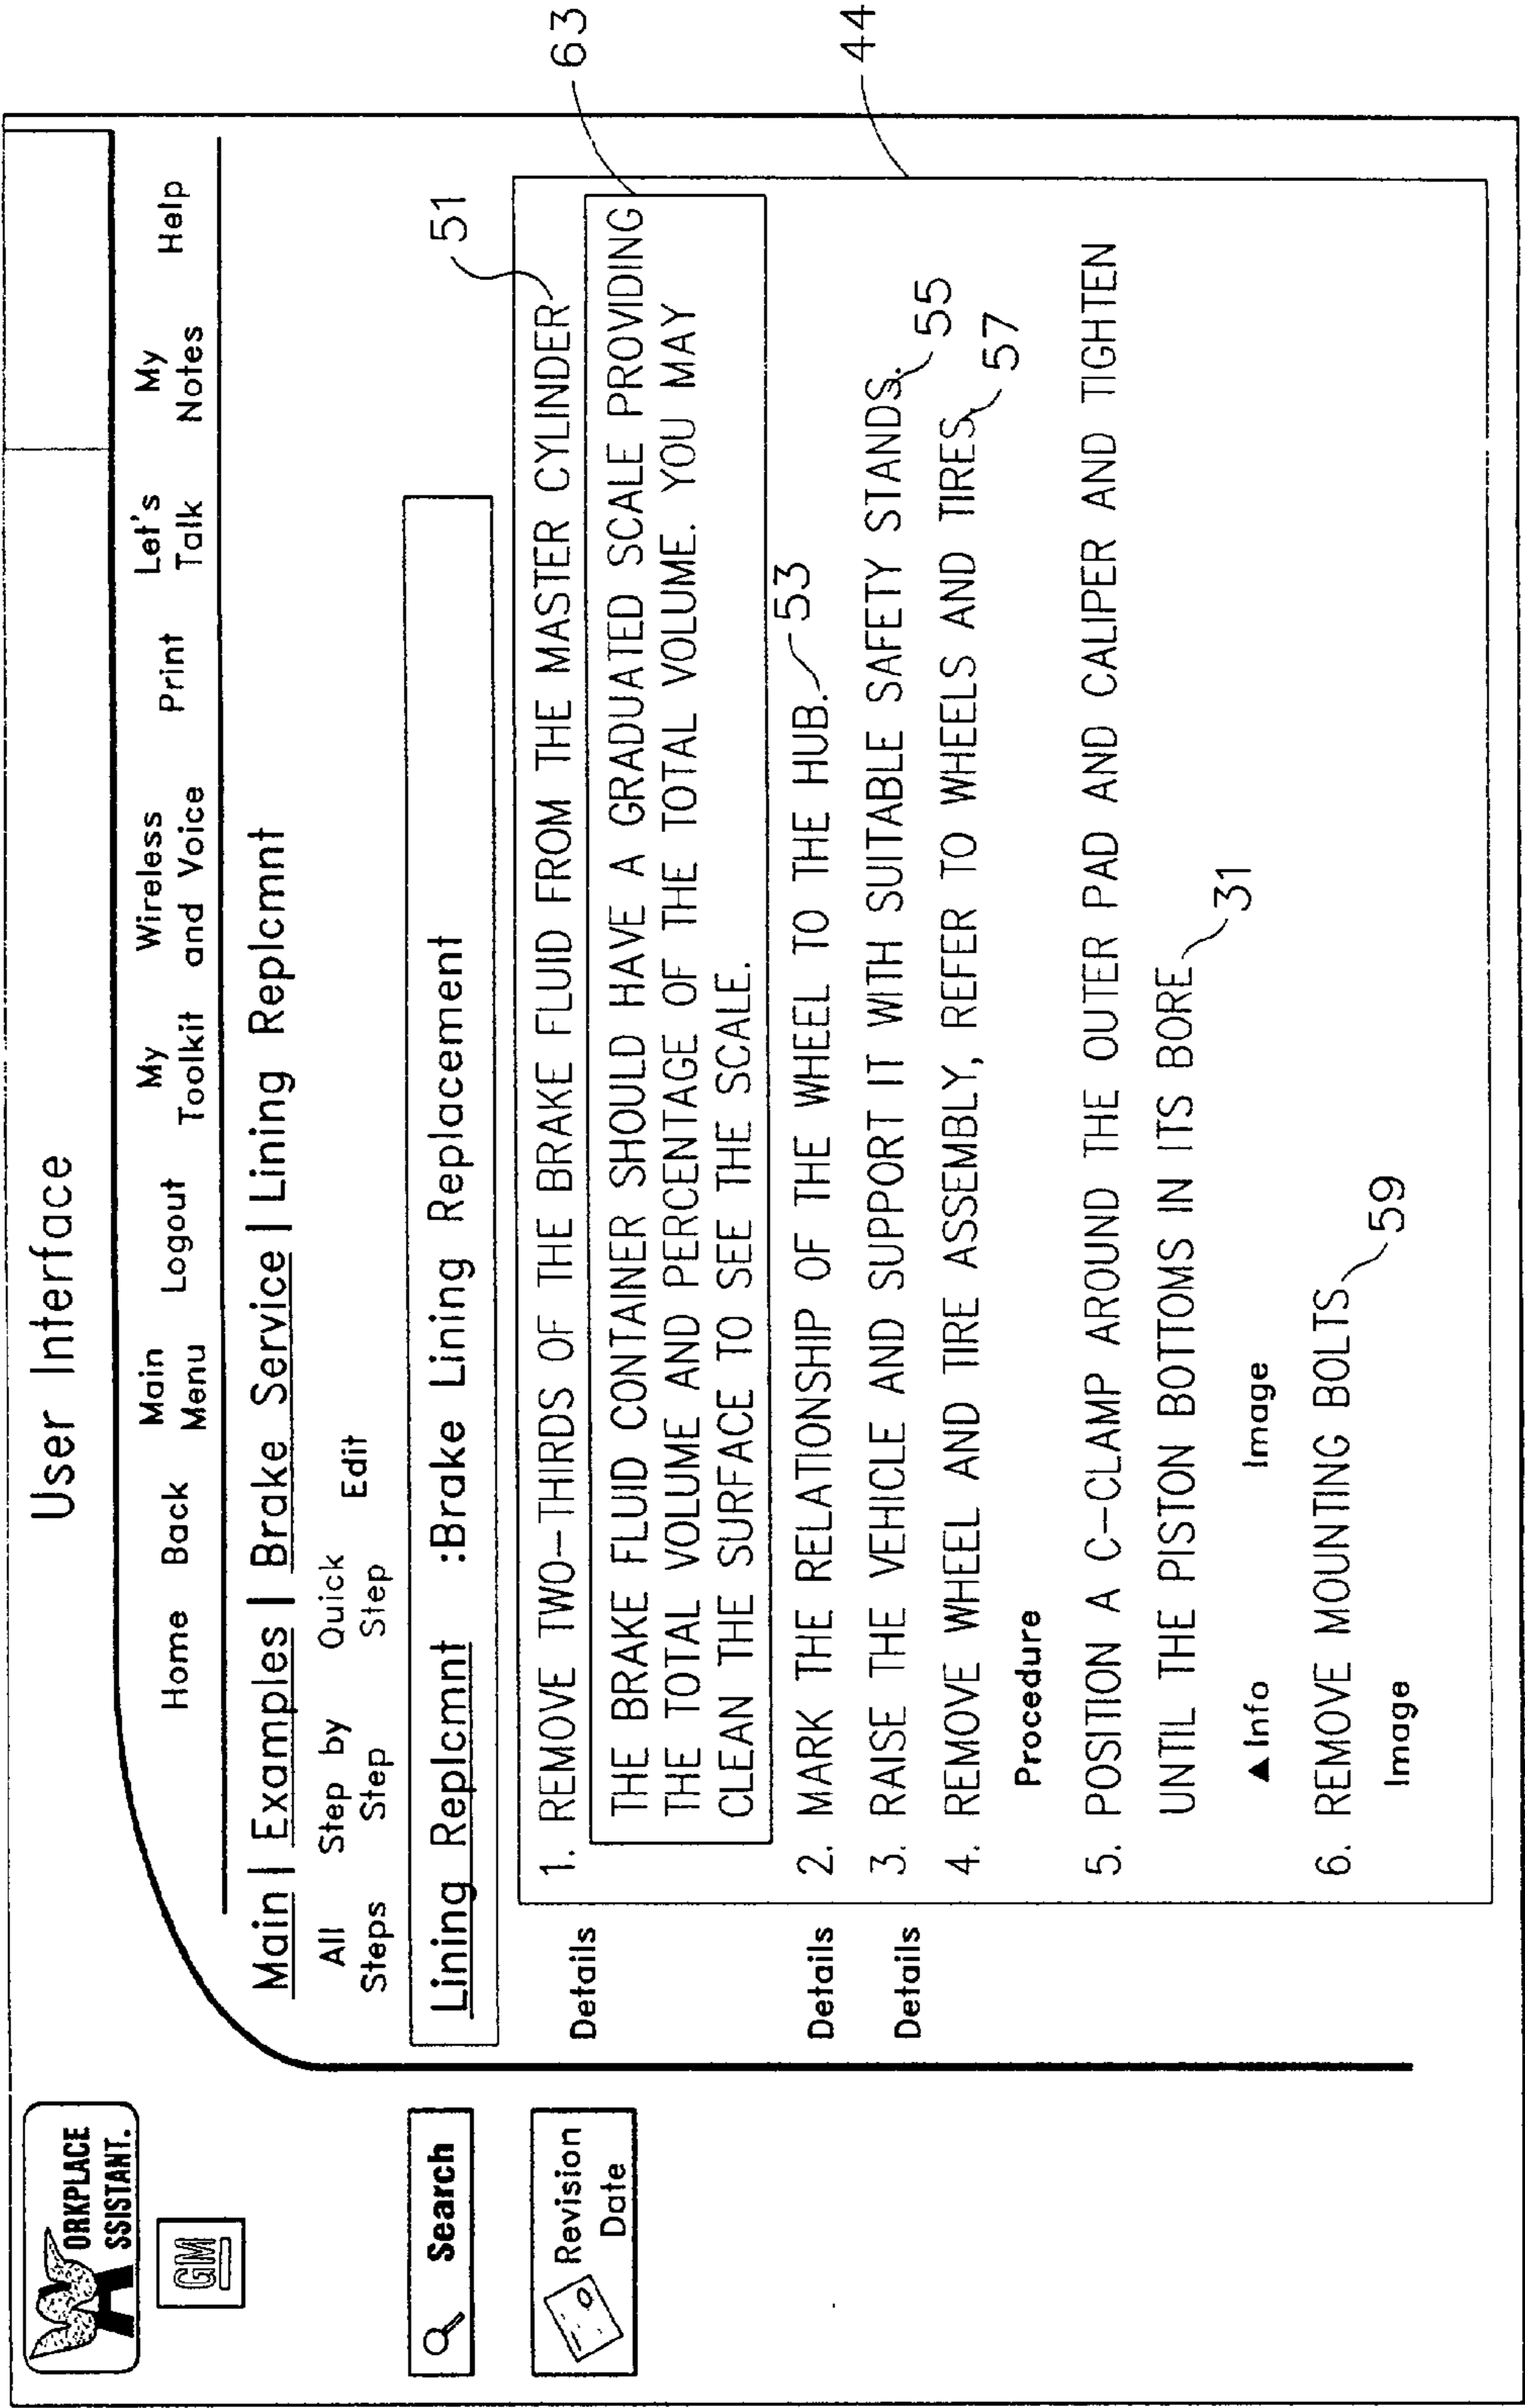 User Interface
ORKPLACE
SSISTANT.
GM
Home Back Main Menu Logout My Toolkit Wireless and Voice Print Let's Talk My Notes Help
Main | Examples | Brake Service | Lining Replcmnt
All Steps Step by Step Quick Step Edit
Search
Lining Replcmnt :Brake Lining Replacement
Revision
Date
51
63
44
Details
1. REMOVE TWO-THIRDS OF THE BRAKE FLUID FROM THE MASTER CYLINDER
THE BRAKE FLUID CONTAINER SHOULD HAVE A GRADUATED SCALE PROVIDING
THE TOTAL VOLUME AND PERCENTAGE OF THE TOTAL VOLUME. YOU MAY
CLEAN THE SURFACE TO SEE THE SCALE.
Details 2. MARK THE RELATIONSHIP OF THE WHEEL TO THE HUB. 53
Details 3. RAISE THE VEHICLE AND SUPPORT IT WITH SUITABLE SAFETY STANDS. 55
4. REMOVE WHEEL AND TIRE ASSEMBLY, REFER TO WHEELS AND TIRES 57
Procedure
5. POSITION A C-CLAMP AROUND THE OUTER PAD AND CALIPER AND TIGHTEN
UNTIL THE PISTON BOTTOMS IN ITS BORE 31
▲ Info Image
6. REMOVE MOUNTING BOLTS 59
Image